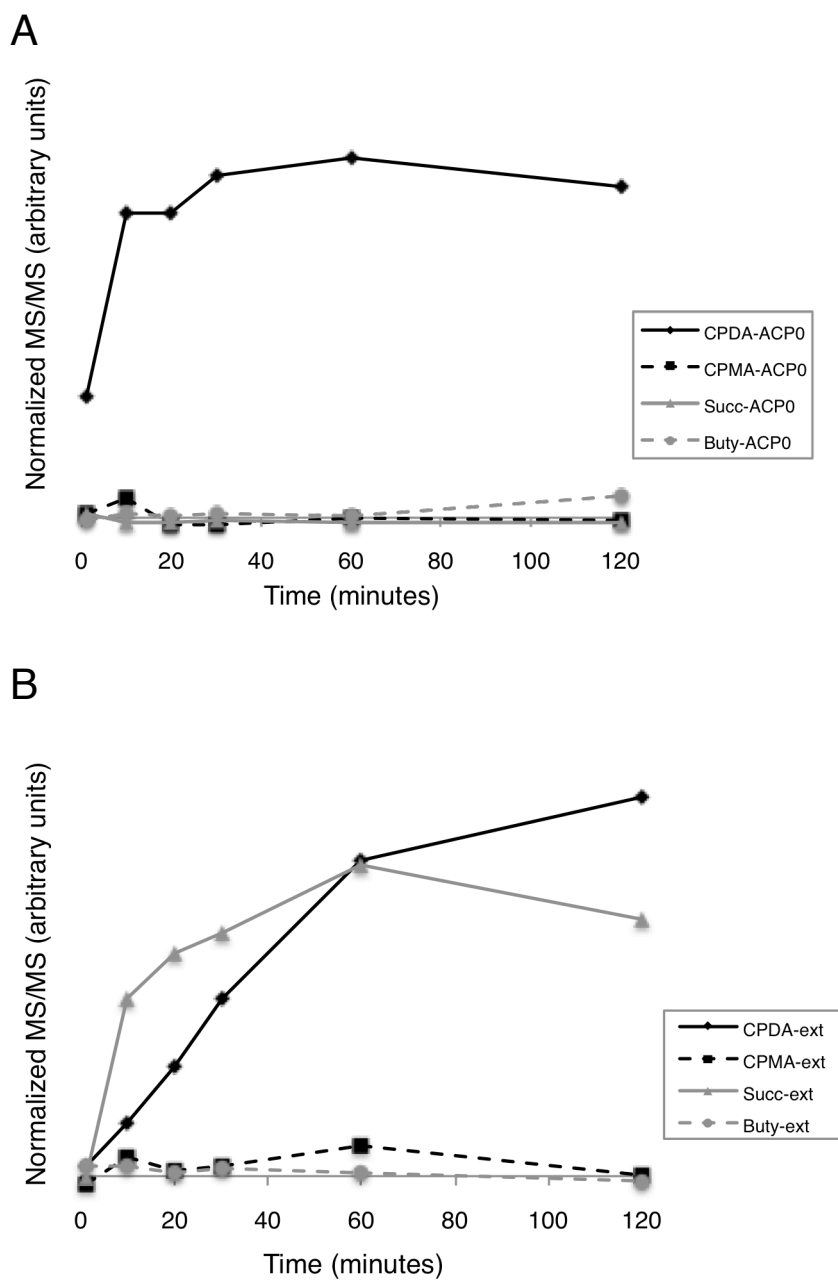 A
Normalized MS/MS (arbitrary units)
CPDA-ACP0
CPMA-ACP0
Succ-ACP0
Buty-ACP0
0 20 40 60 80 100 120
Time (minutes)
B
Normalized MS/MS (arbitrary units)
CPDA-ext
CPMA-ext
Succ-ext
Buty-ext
0 20 40 60 80 100 120
Time (minutes)